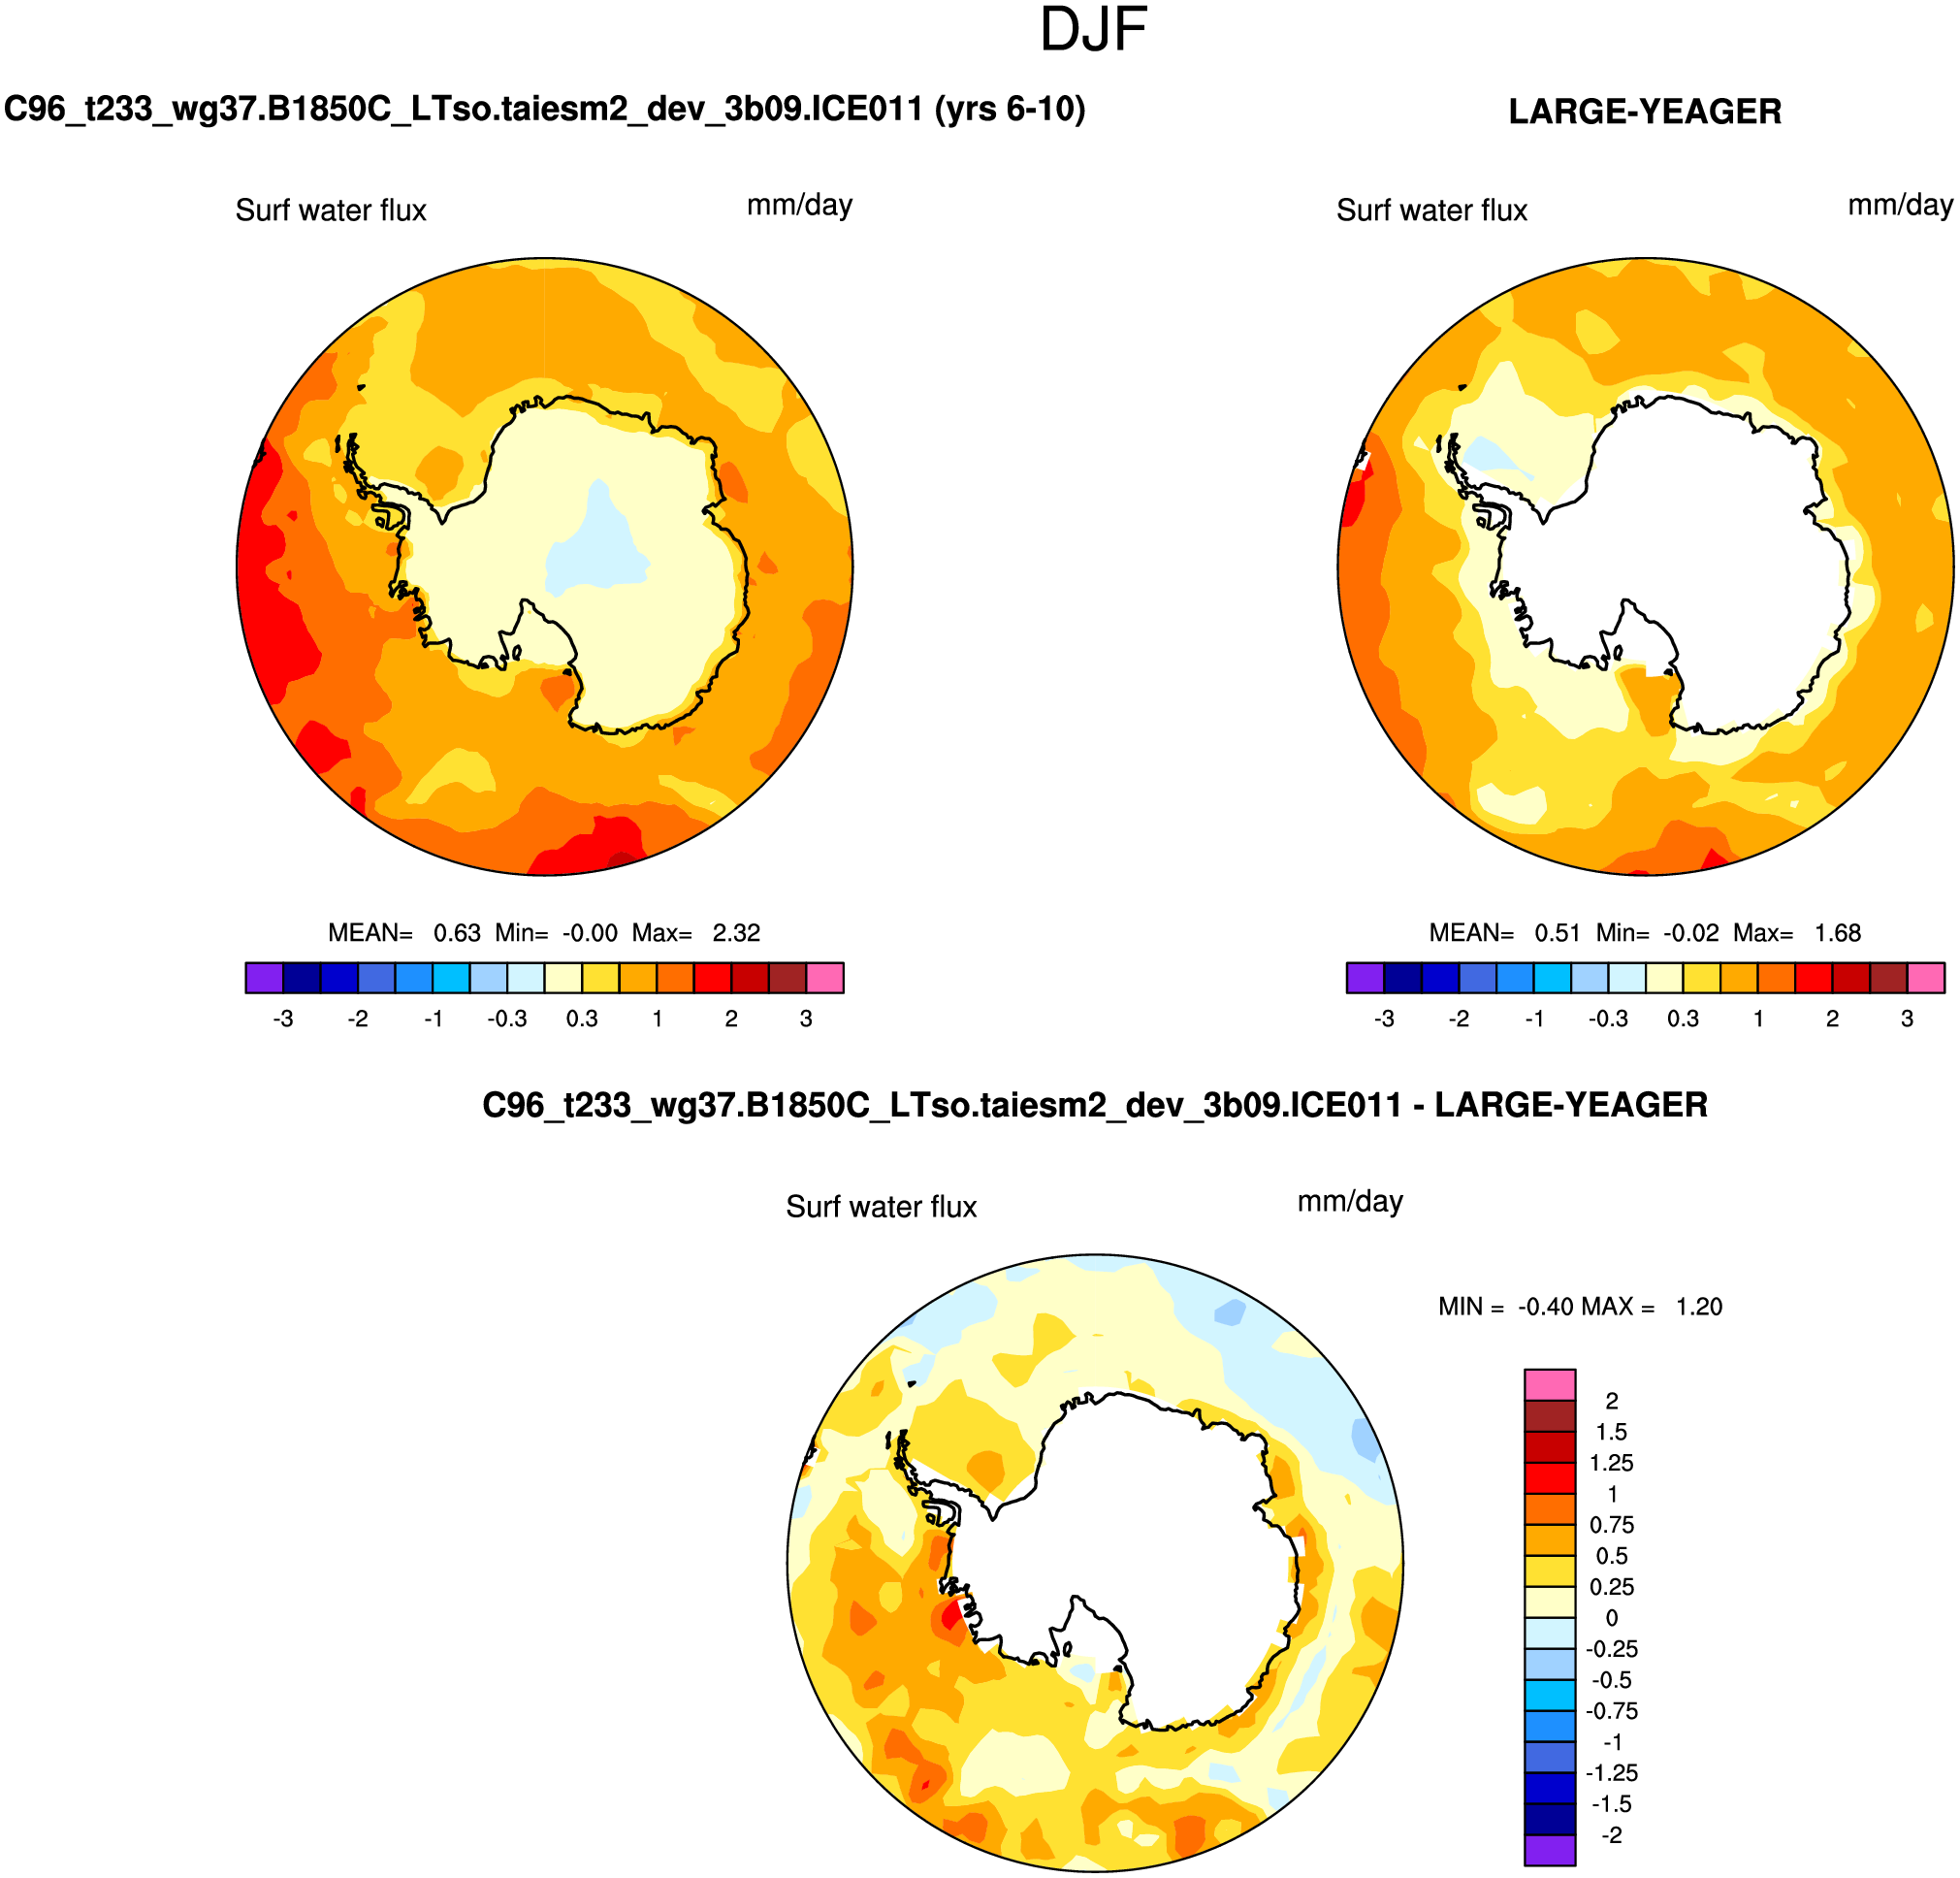 DJF
C96_t233_wg37.B1850C_LTso.taiesm2_dev_3b09.ICE011 (yrs 6-10)
LARGE-YEAGER
Surf water flux mm/day
Surf water flux mm/day
MEAN= 0.63 Min= -0.00 Max= 2.32
MEAN= 0.51 Min= -0.02 Max= 1.68
-3 -2 -1 -0.3 0.3 1 2 3
-3 -2 -1 -0.3 0.3 1 2 3
C96_t233_wg37.B1850C_LTso.taiesm2_dev_3b09.ICE011 - LARGE-YEAGER
Surf water flux mm/day
MIN = -0.40 MAX = 1.20
2
1.5
1.25
1
0.75
0.5
0.25
0
-0.25
-0.5
-0.75
-1
-1.25
-1.5
-2